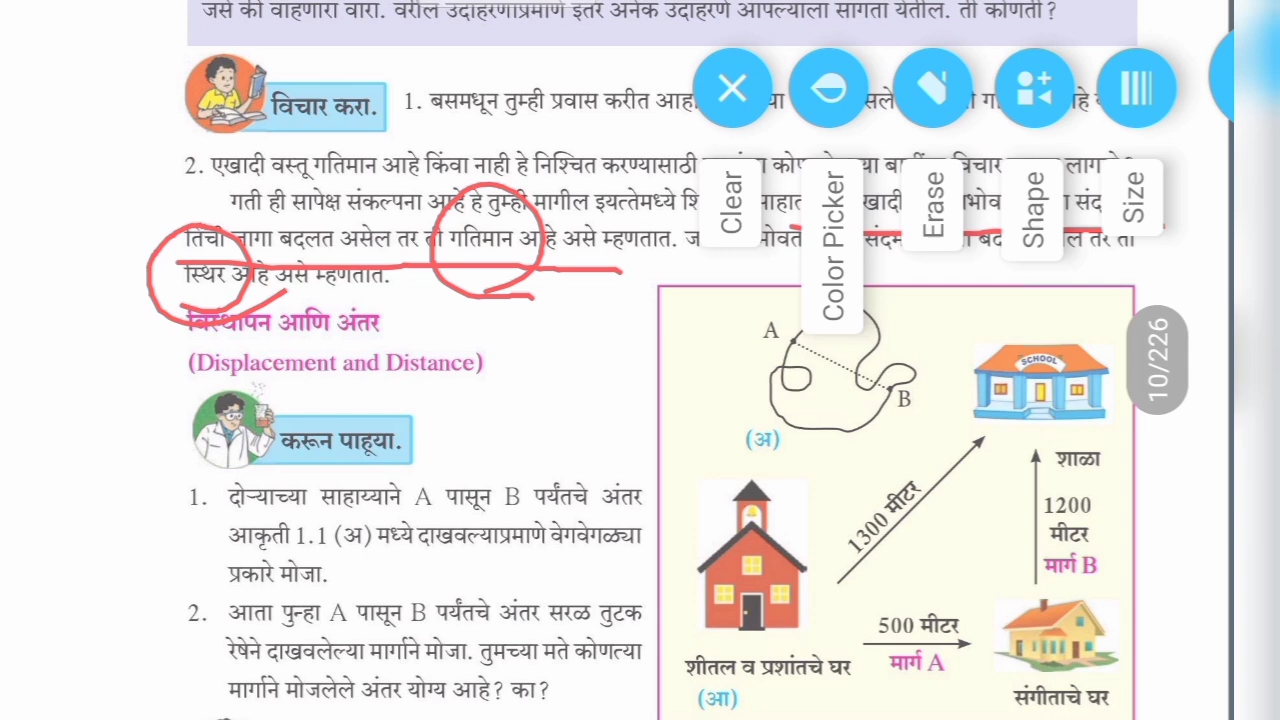 जसे की वाहणारा वारा. वरील उदाहरणांप्रमाणे इतर अनेक उदाहरणे आपल्याला सांगता येतील. ती कोणती ?
विचार करा.
1. बसमधून तुम्ही प्रवास करीत
2. एखादी वस्तू गतिमान आहे किंवा नाही हे निश्चित करण्यासाठी
गती ही सापेक्ष संकल्पना आहे हे तुम्ही मागील इयत्तेमध्ये
तिची जागा बदलत असेल तर ती गतिमान आहे असे म्हणतात. तर ती
स्थिर आहे असे म्हणतात.
Clear
Color Picker
Erase
Shape
Size
10/226
विस्थापन आणि अंतर
(Displacement and Distance)
करून पाहूया.
1. दोऱ्याच्या साहाय्याने A पासून B पर्यंतचे अंतर
आकृती 1.1 (अ) मध्ये दाखवल्याप्रमाणे वेगवेगळ्या
प्रकारे मोजा.
2. आता पुन्हा A पासून B पर्यंतचे अंतर सरळ तुटक
रेषेने दाखवलेल्या मार्गाने मोजा. तुमच्या मते कोणत्या
मार्गाने मोजलेले अंतर योग्य आहे? का?
A
B
(अ)
SCHOOL
शाळा
1300 मीटर
1200
मीटर
मार्ग B
500 मीटर
मार्ग A
शीतल व प्रशांतचे घर
(आ)
संगीताचे घर